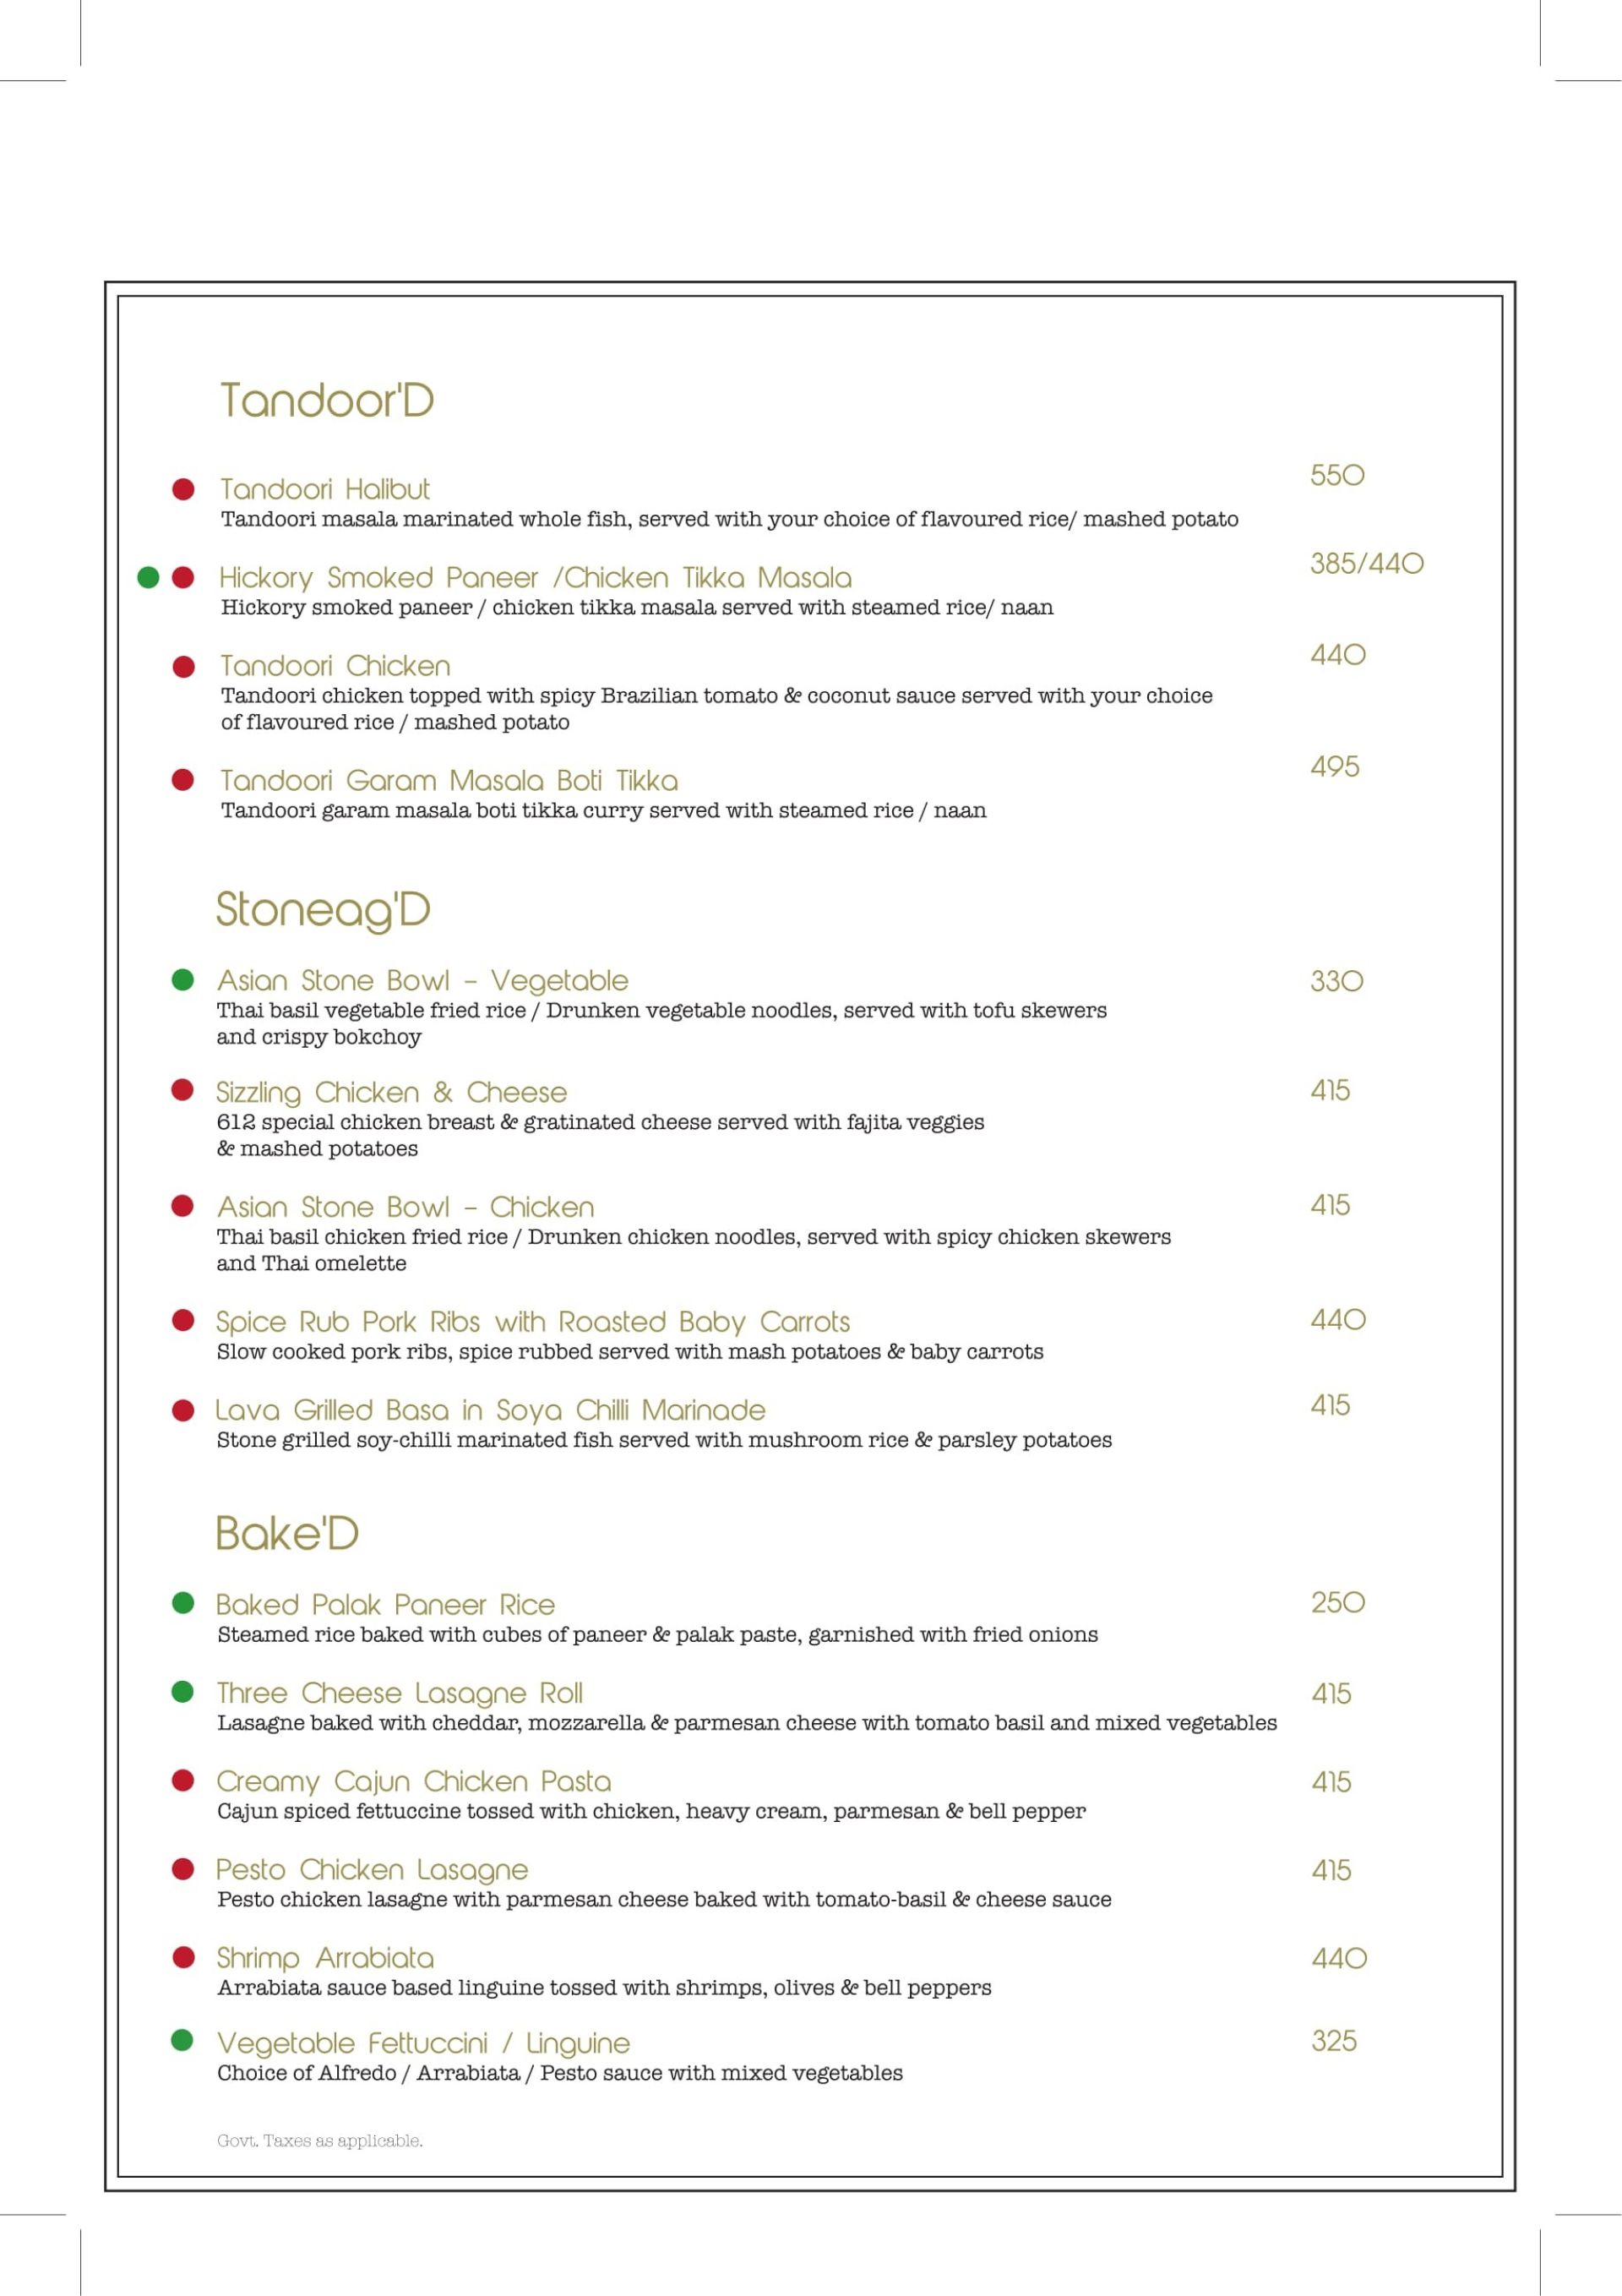 Tandoor'D
Tandoori Halibut 550
Tandoori masala marinated whole fish, served with your choice of flavoured rice/ mashed potato
Hickory Smoked Paneer /Chicken Tikka Masala 385/440
Hickory smoked paneer / chicken tikka masala served with steamed rice/ naan
Tandoori Chicken 440
Tandoori chicken topped with spicy Brazilian tomato & coconut sauce served with your choice
of flavoured rice / mashed potato
Tandoori Garam Masala Boti Tikka 495
Tandoori garam masala boti tikka curry served with steamed rice / naan
Stoneag'D
Asian Stone Bowl – Vegetable 330
Thai basil vegetable fried rice / Drunken vegetable noodles, served with tofu skewers
and crispy bokchoy
Sizzling Chicken & Cheese 415
612 special chicken breast & gratinated cheese served with fajita veggies
& mashed potatoes
Asian Stone Bowl – Chicken 415
Thai basil chicken fried rice / Drunken chicken noodles, served with spicy chicken skewers
and Thai omelette
Spice Rub Pork Ribs with Roasted Baby Carrots 440
Slow cooked pork ribs, spice rubbed served with mash potatoes & baby carrots
Lava Grilled Basa in Soya Chilli Marinade 415
Stone grilled soy-chilli marinated fish served with mushroom rice & parsley potatoes
Bake'D
Baked Palak Paneer Rice 250
Steamed rice baked with cubes of paneer & palak paste, garnished with fried onions
Three Cheese Lasagne Roll 415
Lasagne baked with cheddar, mozzarella & parmesan cheese with tomato basil and mixed vegetables
Creamy Cajun Chicken Pasta 415
Cajun spiced fettuccine tossed with chicken, heavy cream, parmesan & bell pepper
Pesto Chicken Lasagne 415
Pesto chicken lasagne with parmesan cheese baked with tomato-basil & cheese sauce
Shrimp Arrabiata 440
Arrabiata sauce based linguine tossed with shrimps, olives & bell peppers
Vegetable Fettuccini / Linguine 325
Choice of Alfredo / Arrabiata / Pesto sauce with mixed vegetables
Govt. Taxes as applicable.